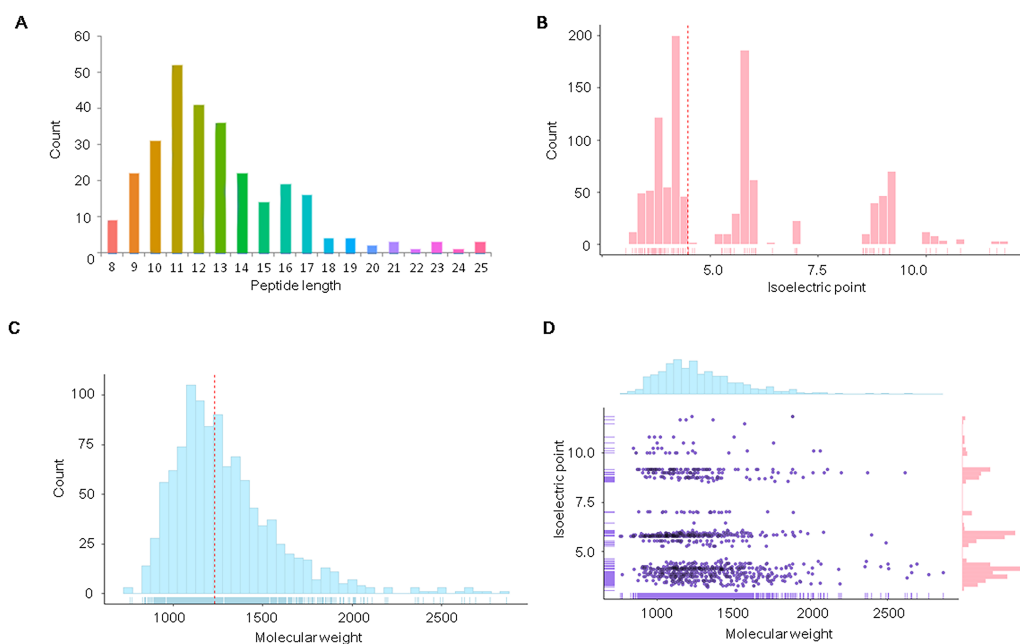 A
60
50
40
30
20
10
0
Count
8 9 10 11 12 13 14 15 16 17 18 19 20 21 22 23 24 25
Peptide length
B
200
150
100
50
0
Count
5.0 7.5 10.0
Isoelectric point
C
100
75
50
25
0
Count
1000 1500 2000 2500
Molecular weight
D
10.0
7.5
5.0
Isoelectric point
1000 1500 2000 2500
Molecular weight